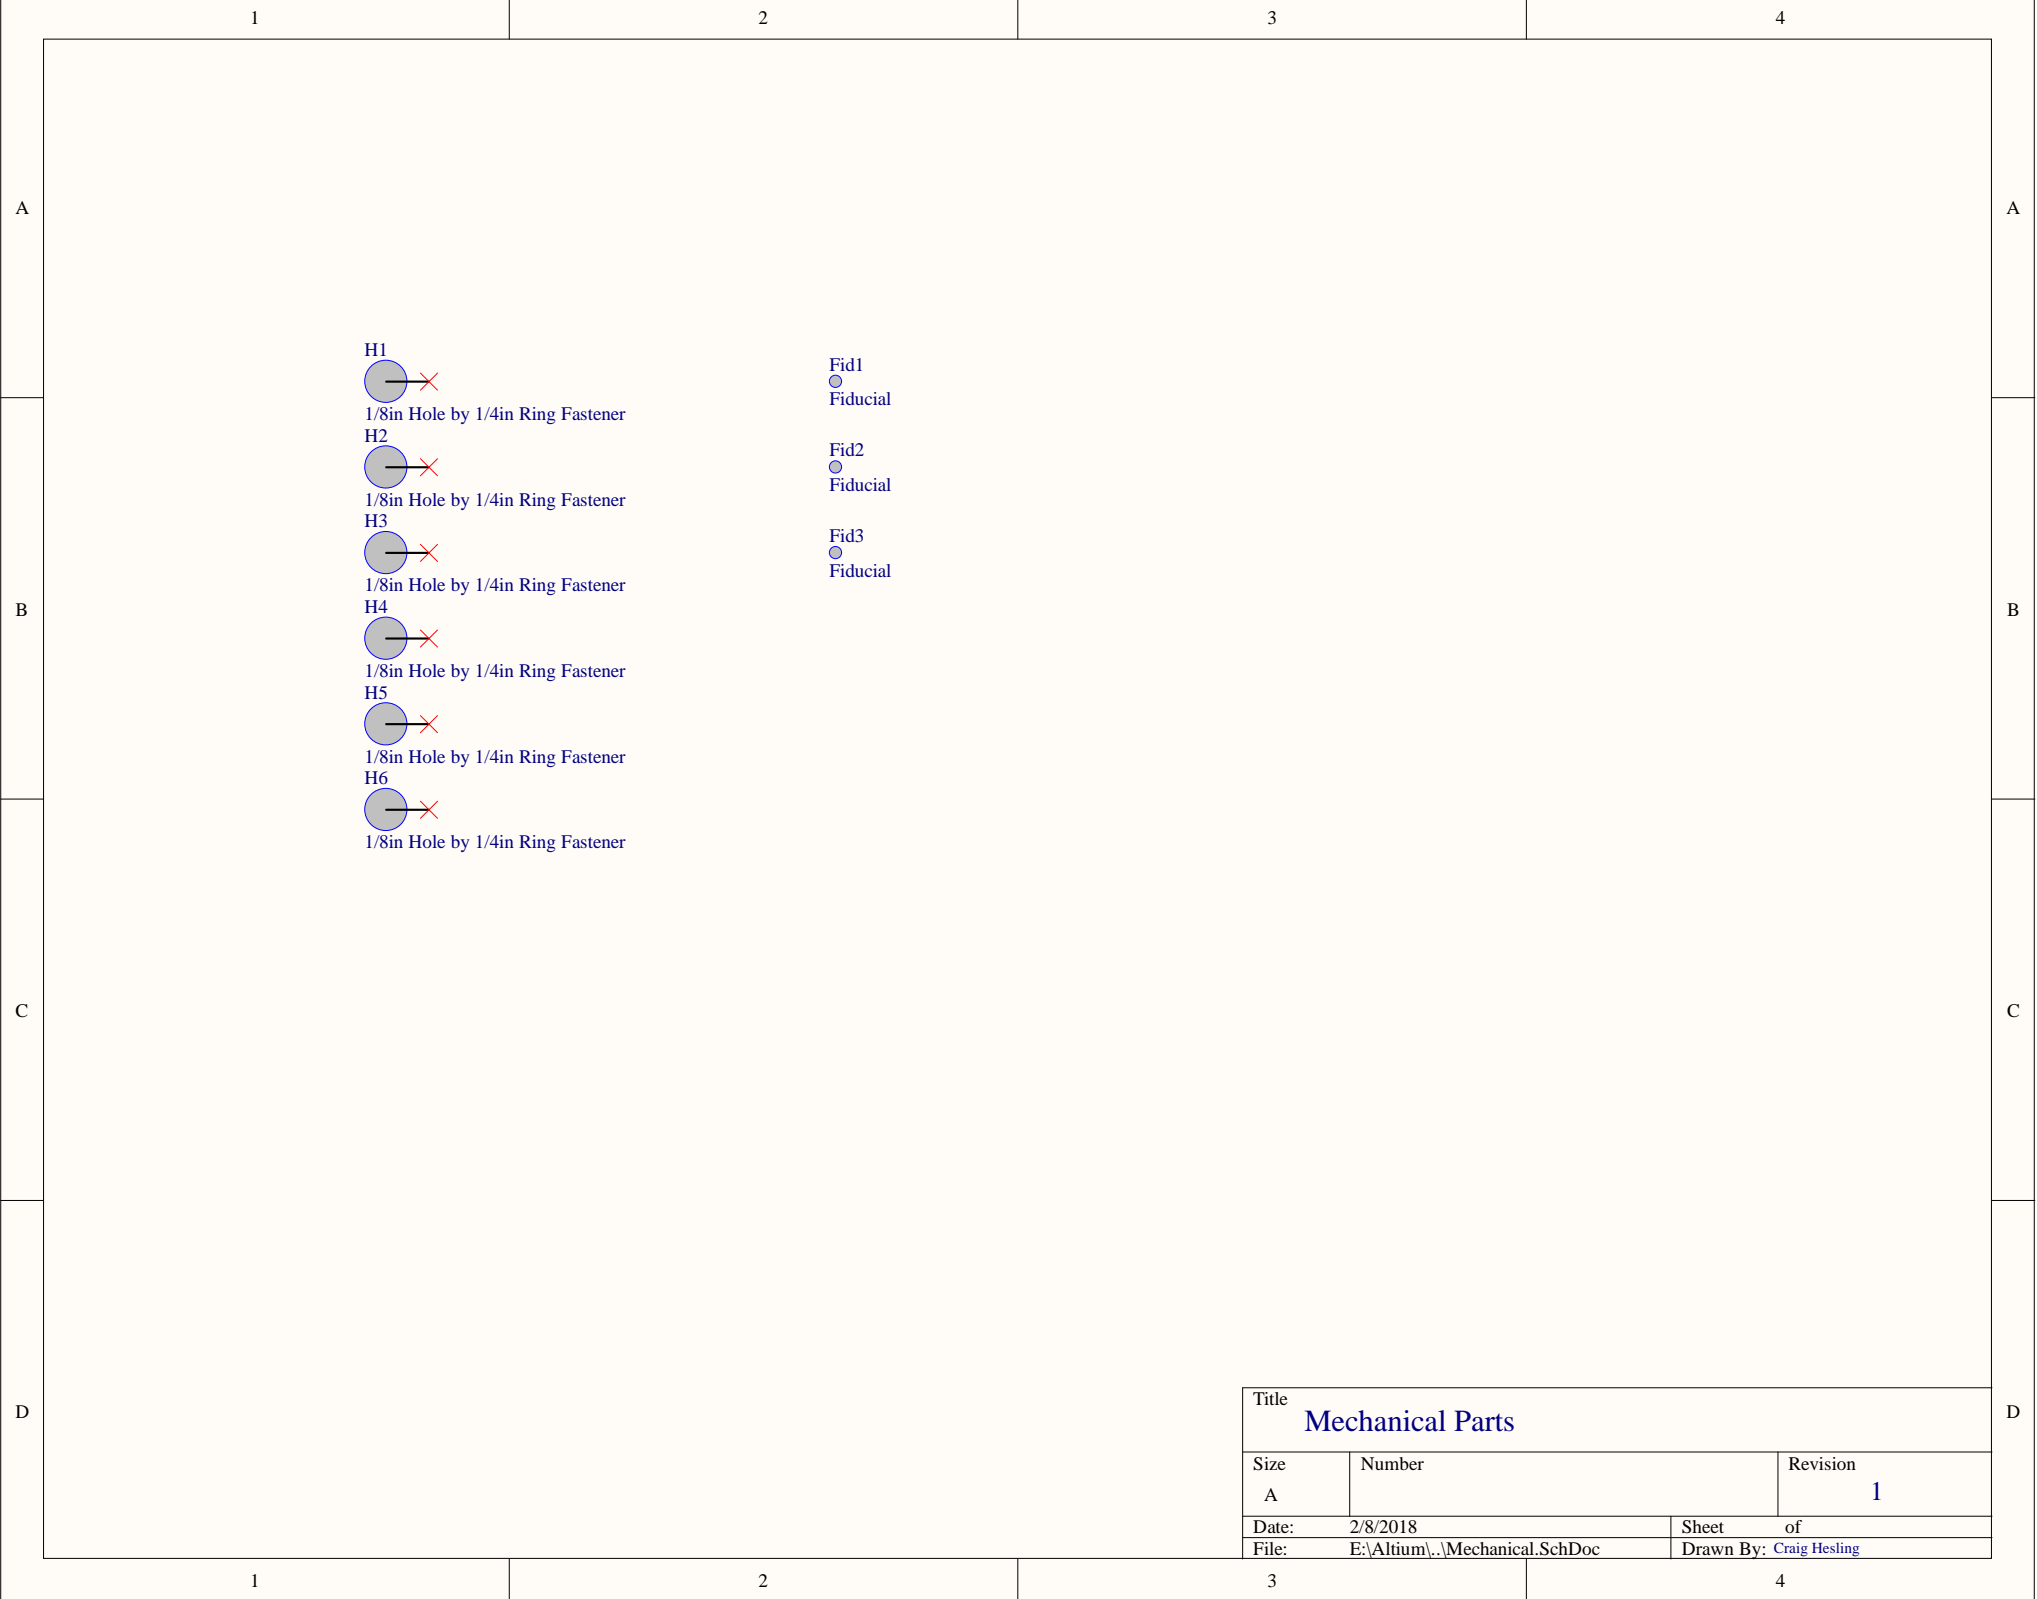 1 2 3 4
A A
H1
1/8in Hole by 1/4in Ring Fastener
Fid1
Fiducial
H2
1/8in Hole by 1/4in Ring Fastener
Fid2
Fiducial
H3
1/8in Hole by 1/4in Ring Fastener
Fid3
Fiducial
B B
H4
1/8in Hole by 1/4in Ring Fastener
H5
1/8in Hole by 1/4in Ring Fastener
H6
1/8in Hole by 1/4in Ring Fastener
C C
D D
Title
Mechanical Parts
Size Number Revision
A 1
Date: 2/8/2018 Sheet of
File: E:\Altium\..\Mechanical.SchDoc Drawn By: Craig Hesling
1 2 3 4